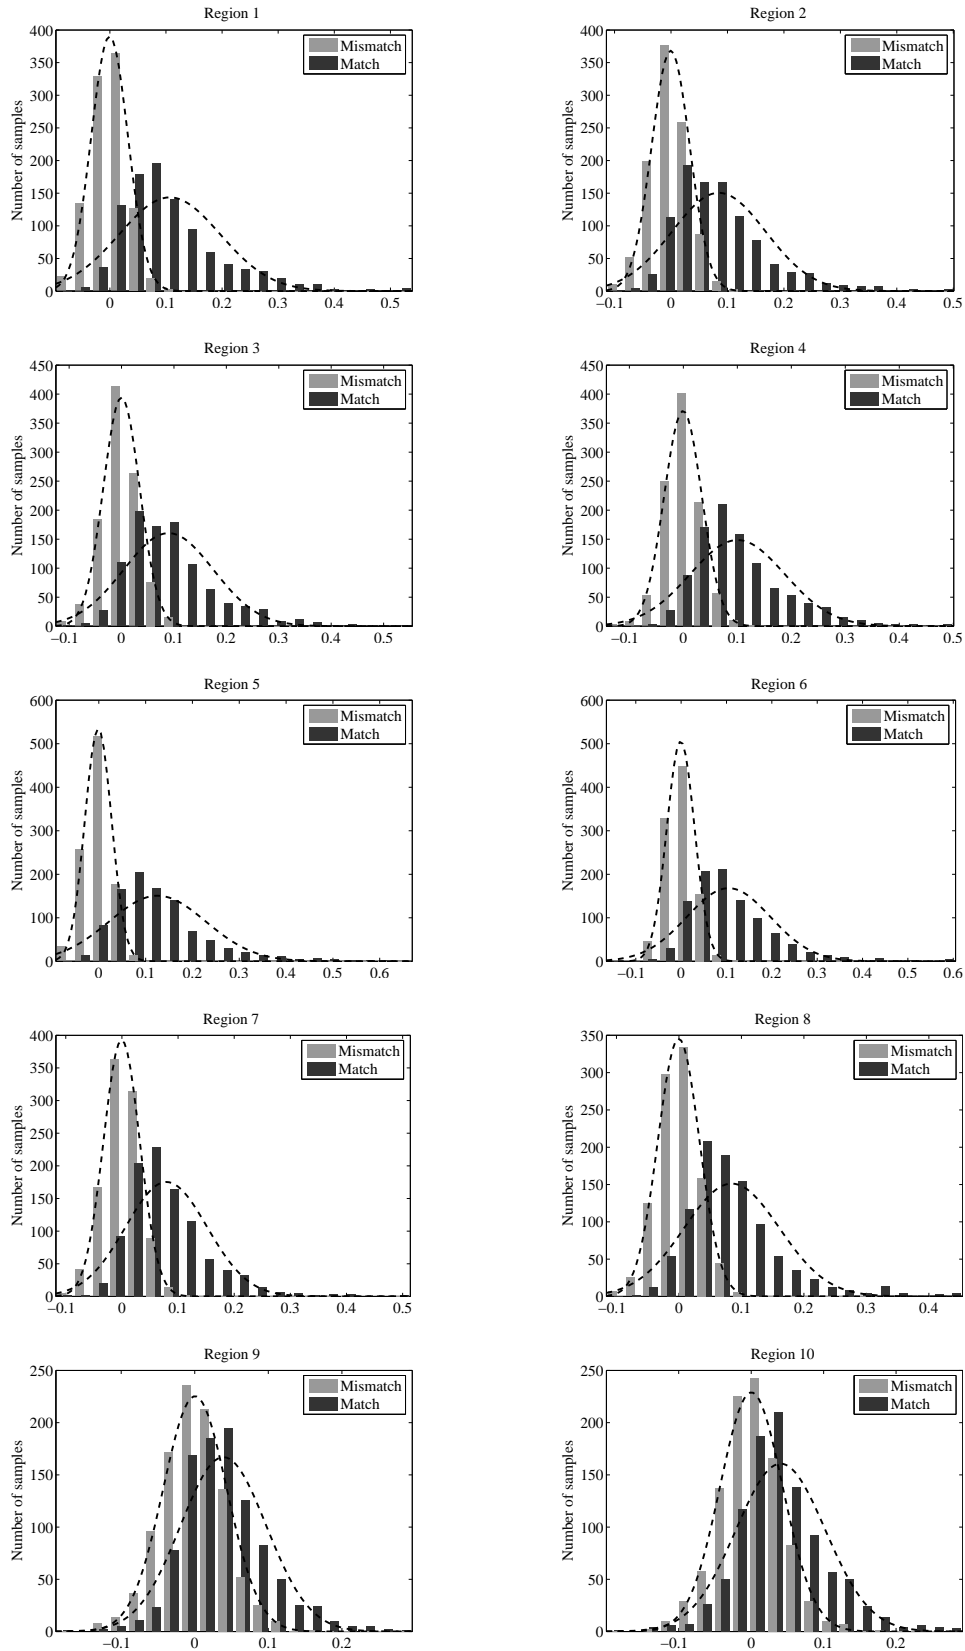 Region 1
Number of samples
400
350
300
250
200
150
100
50
0
0 0.1 0.2 0.3 0.4 0.5
Mismatch
Match
Region 2
Number of samples
400
350
300
250
200
150
100
50
0
−0.1 0 0.1 0.2 0.3 0.4 0.5
Mismatch
Match
Region 3
Number of samples
450
400
350
300
250
200
150
100
50
0
−0.1 0 0.1 0.2 0.3 0.4 0.5
Mismatch
Match
Region 4
Number of samples
450
400
350
300
250
200
150
100
50
0
−0.1 0 0.1 0.2 0.3 0.4 0.5
Mismatch
Match
Region 5
Number of samples
600
500
400
300
200
100
0
0 0.1 0.2 0.3 0.4 0.5 0.6
Mismatch
Match
Region 6
Number of samples
600
500
400
300
200
100
0
−0.1 0 0.1 0.2 0.3 0.4 0.5 0.6
Mismatch
Match
Region 7
Number of samples
400
350
300
250
200
150
100
50
0
−0.1 0 0.1 0.2 0.3 0.4 0.5
Mismatch
Match
Region 8
Number of samples
350
300
250
200
150
100
50
0
−0.1 0 0.1 0.2 0.3 0.4
Mismatch
Match
Region 9
Number of samples
250
200
150
100
50
0
−0.1 0 0.1 0.2
Mismatch
Match
Region 10
Number of samples
250
200
150
100
50
0
−0.1 0 0.1 0.2
Mismatch
Match